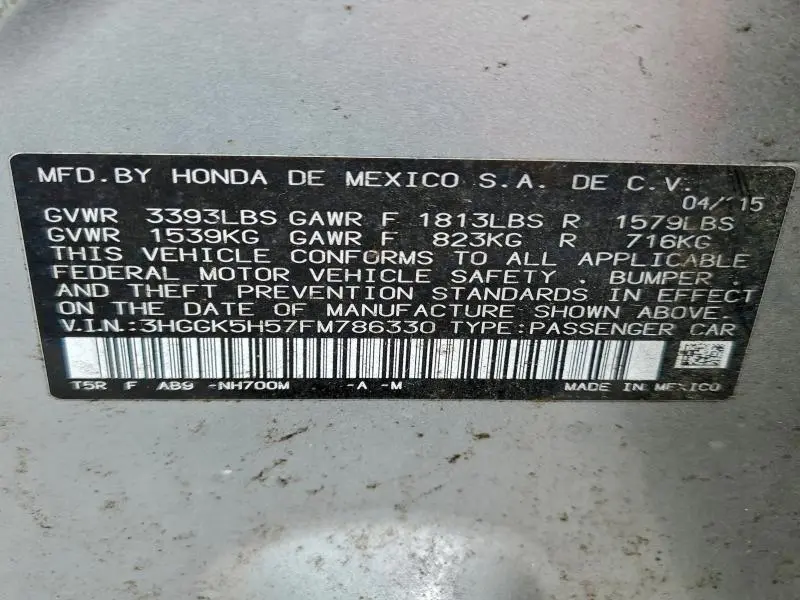 MFD. BY HONDA DE MEXICO S.A. DE C.V.
04/15
GVWR 3393LBS GAWR F 1813LBS R 1579LBS
GVWR 1539KG GAWR F 823KG R 716KG
THIS VEHICLE CONFORMS TO ALL APPLICABLE
FEDERAL MOTOR VEHICLE SAFETY . BUMPER .
AND THEFT PREVENTION STANDARDS IN EFFECT
ON THE DATE OF MANUFACTURE SHOWN ABOVE.
V.I.N.:3HGGK5H57FM786330 TYPE:PASSENGER CAR
T5R F AB9 -NH700M -A -M MADE IN MEXICO